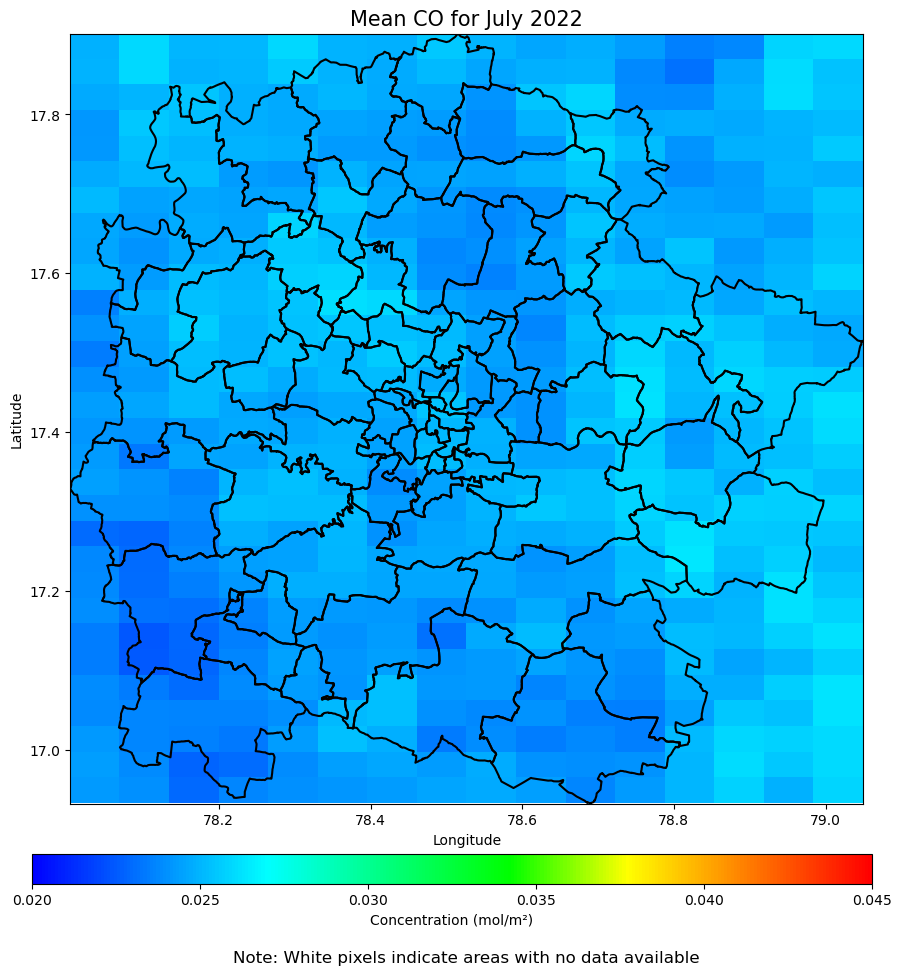 Mean CO for July 2022
Latitude
17.8
17.6
17.4
17.2
17.0
78.2 78.4 78.6 78.8 79.0
Longitude
0.020 0.025 0.030 0.035 0.040 0.045
Concentration (mol/m²)
Note: White pixels indicate areas with no data available